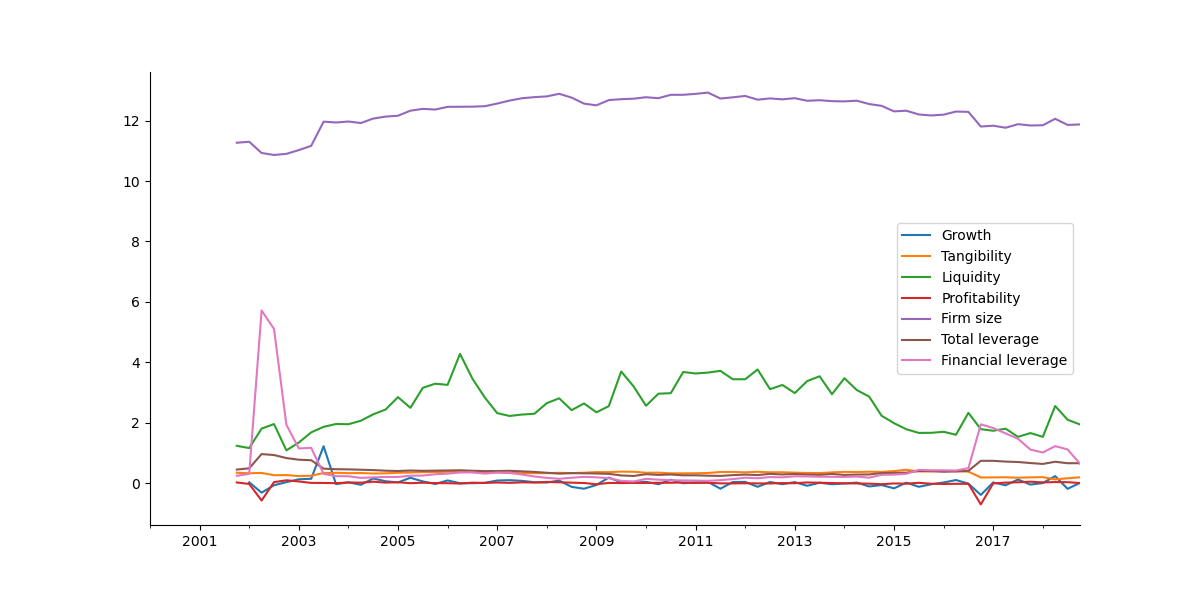 12
10
8
6
4
2
0
2001
2003
2005
2007
2009
2011
2013
2015
2017
Growth
Tangibility
Liquidity
Profitability
Firm size
Total leverage
Financial leverage